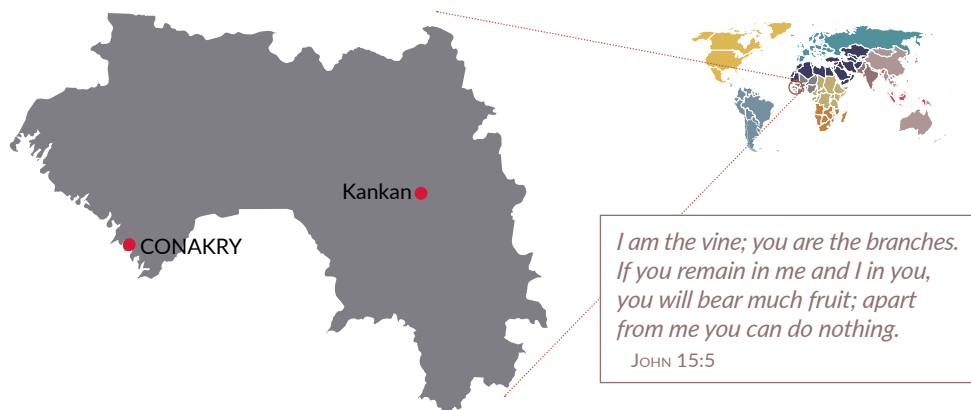 Kankan
CONAKRY
I am the vine; you are the branches.
If you remain in me and I in you,
you will bear much fruit; apart
from me you can do nothing.
John 15:5